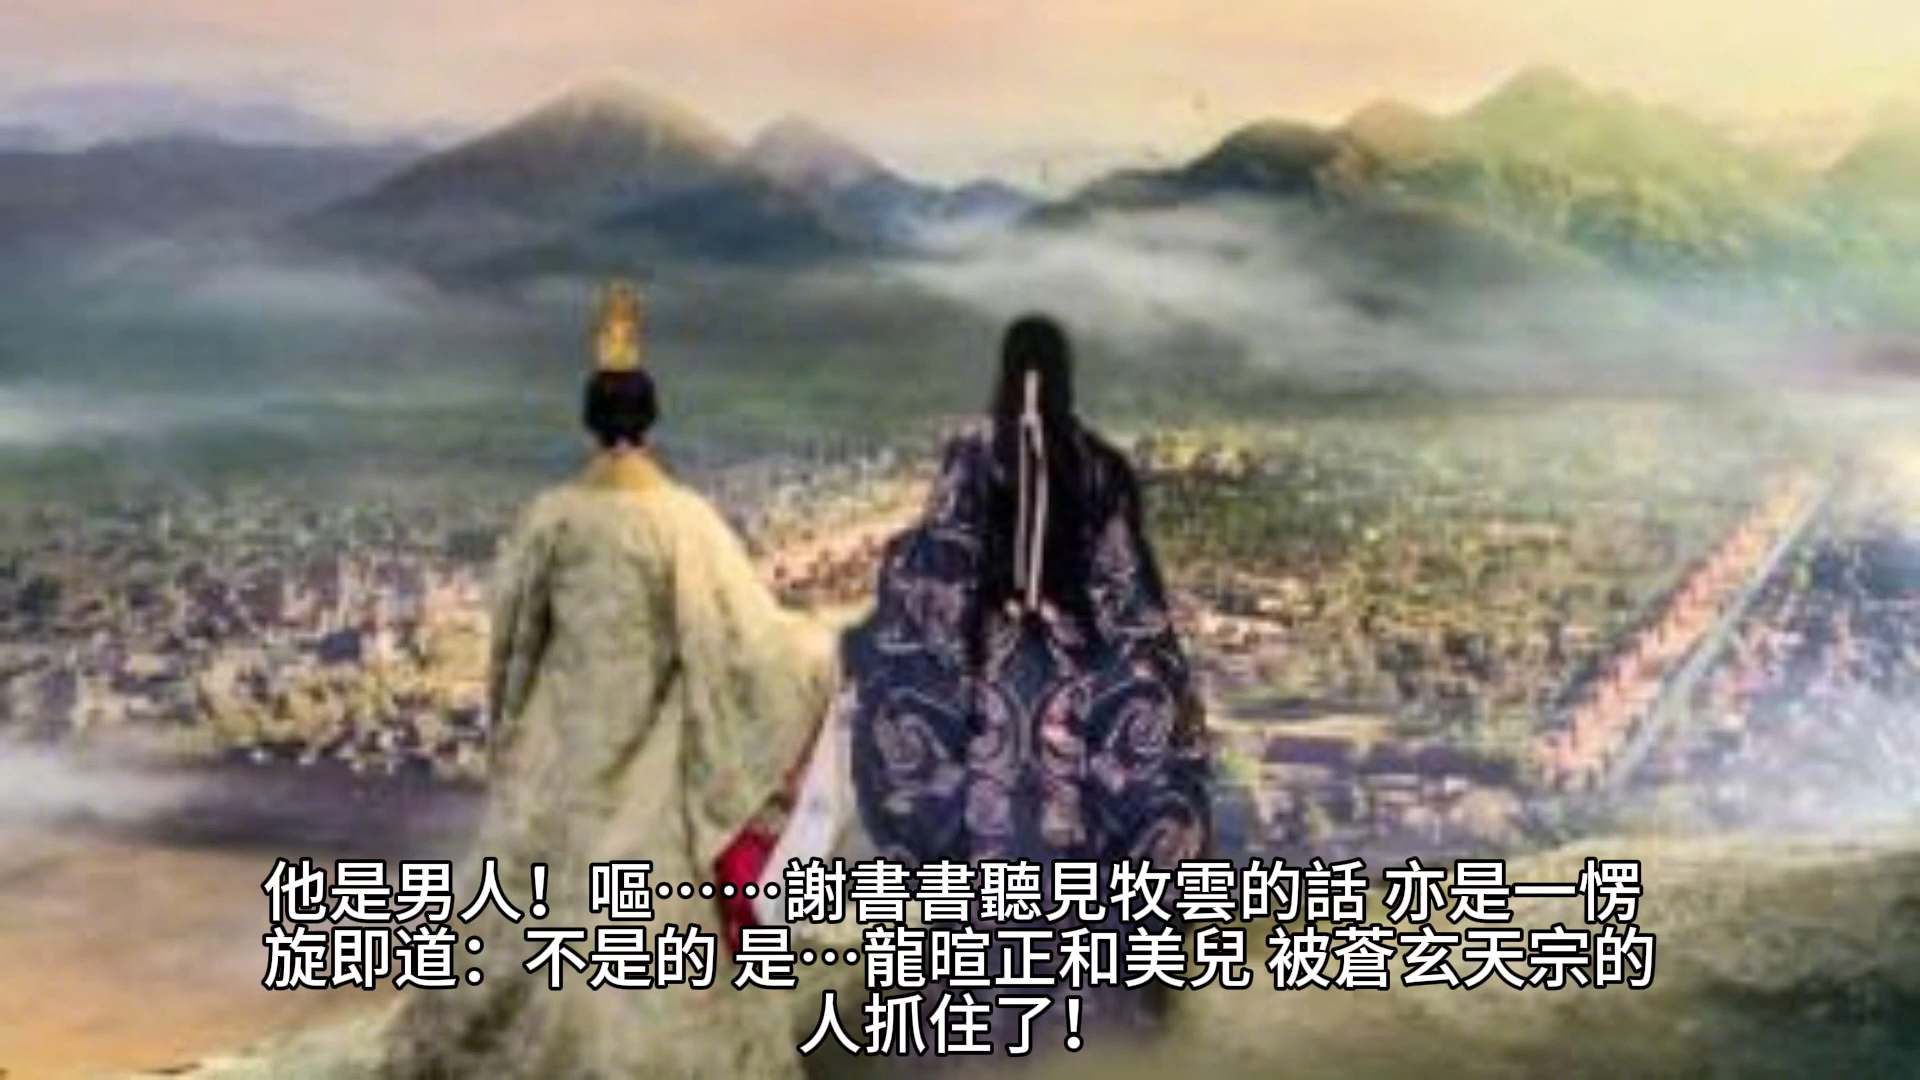 他是男人！嘔……謝書書聽見牧雲的話 亦是一愣
旋即道：不是的 是…龍暄正和美兒 被蒼玄天宗的
人抓住了！